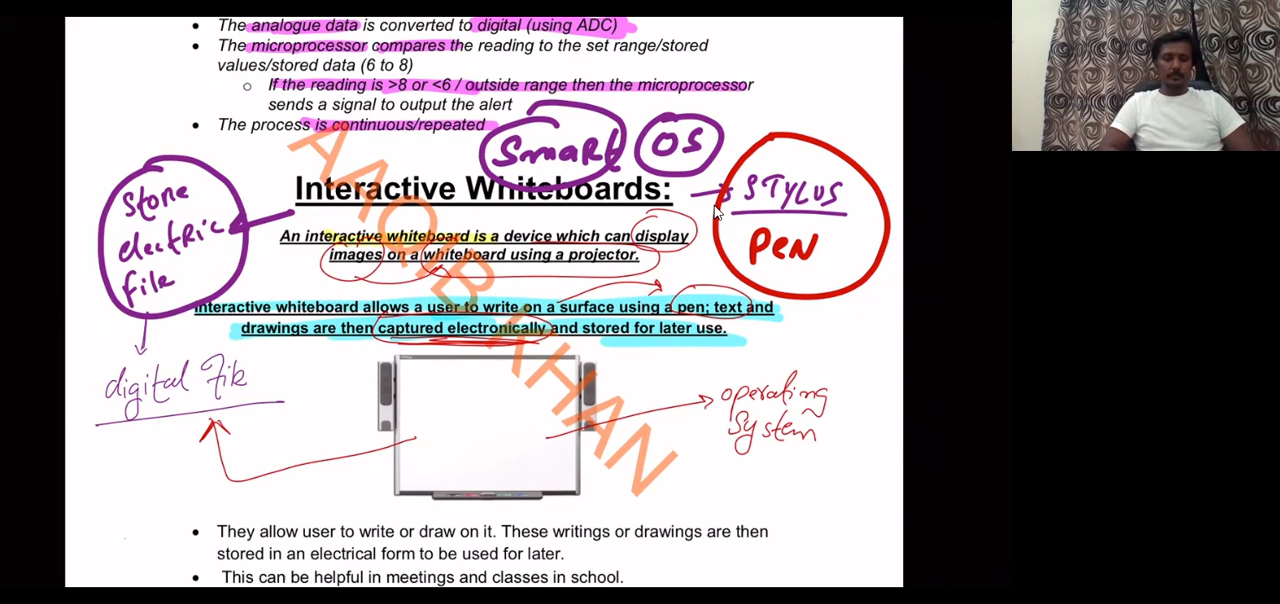 • The analogue data is converted to digital (using ADC)
• The microprocessor compares the reading to the set range/stored
values/stored data (6 to 8)
o If the reading is >8 or <6 / outside range then the microprocessor
sends a signal to output the alert
• The process is continuous/repeated
Smart OS
Store
electric
file
Interactive Whiteboards:
STYLUS
PEN
An interactive whiteboard is a device which can display
images on a whiteboard using a projector.
Interactive whiteboard allows a user to write on a surface using a pen; text and
drawings are then captured electronically and stored for later use.
digital File
operating
System
AAQIB KHAN
• They allow user to write or draw on it. These writings or drawings are then
stored in an electrical form to be used for later.
• This can be helpful in meetings and classes in school.